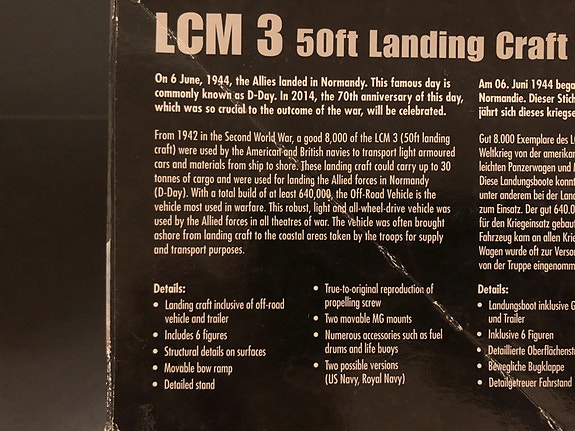 LCM 3 50ft Landing Craft
On 6 June, 1944, the Allies landed in Normandy. This famous day is
commonly known as D-Day. In 2014, the 70th anniversary of this day,
which was so crucial to the outcome of the war, will be celebrated.
From 1942 in the Second World War, a good 8,000 of the LCM 3 (50ft landing
craft) were used by the American and British navies to transport light armoured
cars and materials from ship to shore. These landing craft could carry up to 30
tonnes of cargo and were used for landing the Allied forces in Normandy
(D-Day). With a total build of at least 640,000, the Off-Road Vehicle is the
vehicle most used in warfare. This robust, light and all-wheel-drive vehicle was
used by the Allied forces in all theatres of war. The vehicle was often brought
ashore from landing craft to the coastal areas taken by the troops for supply
and transport purposes.
Details:
• Landing craft inclusive of off-road
vehicle and trailer
• Includes 6 figures
• Structural details on surfaces
• Movable bow ramp
• Detailed stand
• True-to-original reproduction of
propelling screw
• Two movable MG mounts
• Numerous accessories such as fuel
drums and life buoys
• Two possible versions
(US Navy, Royal Navy)
Am 06. Juni 1944 bega
Normandie. Dieser Stich
jährt sich dieses kriegse
Gut 8.000 Exemplare des L
Weltkrieg von der amerikar
leichten Panzerwagen und M
Diese Landungsboote konnt
unter anderem bei der Land
zum Einsatz. Der gut 640.0
für den Kriegseinsatz gebau
Fahrzeug kam an allen Krie
Wagen wurde oft zur Verso
von der Truppe eingenomm
Details:
• Landungsboot inklusive G
und Trailer
• Inklusive 6 Figuren
• Detaillierte Oberflächenst
• Bewegliche Bugklappe
• Detailgetreuer Fahrstand